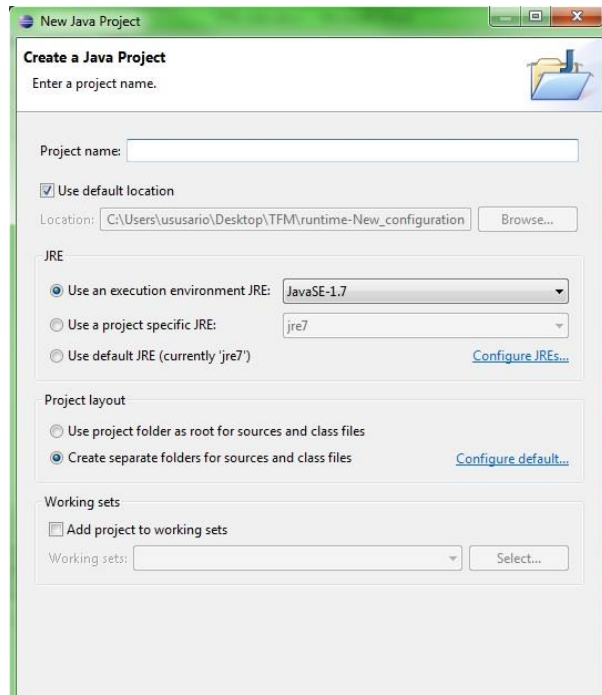 New Java Project
Create a Java Project
Enter a project name.
Project name:
Use default location
Location: C:\Users\ususario\Desktop\TFM\runtime-New_configuration Browse...
JRE
Use an execution environment JRE: JavaSE-1.7
Use a project specific JRE: jre7
Use default JRE (currently 'jre7') Configure JREs...
Project layout
Use project folder as root for sources and class files
Create separate folders for sources and class files Configure default...
Working sets
Add project to working sets
Working sets: Select...